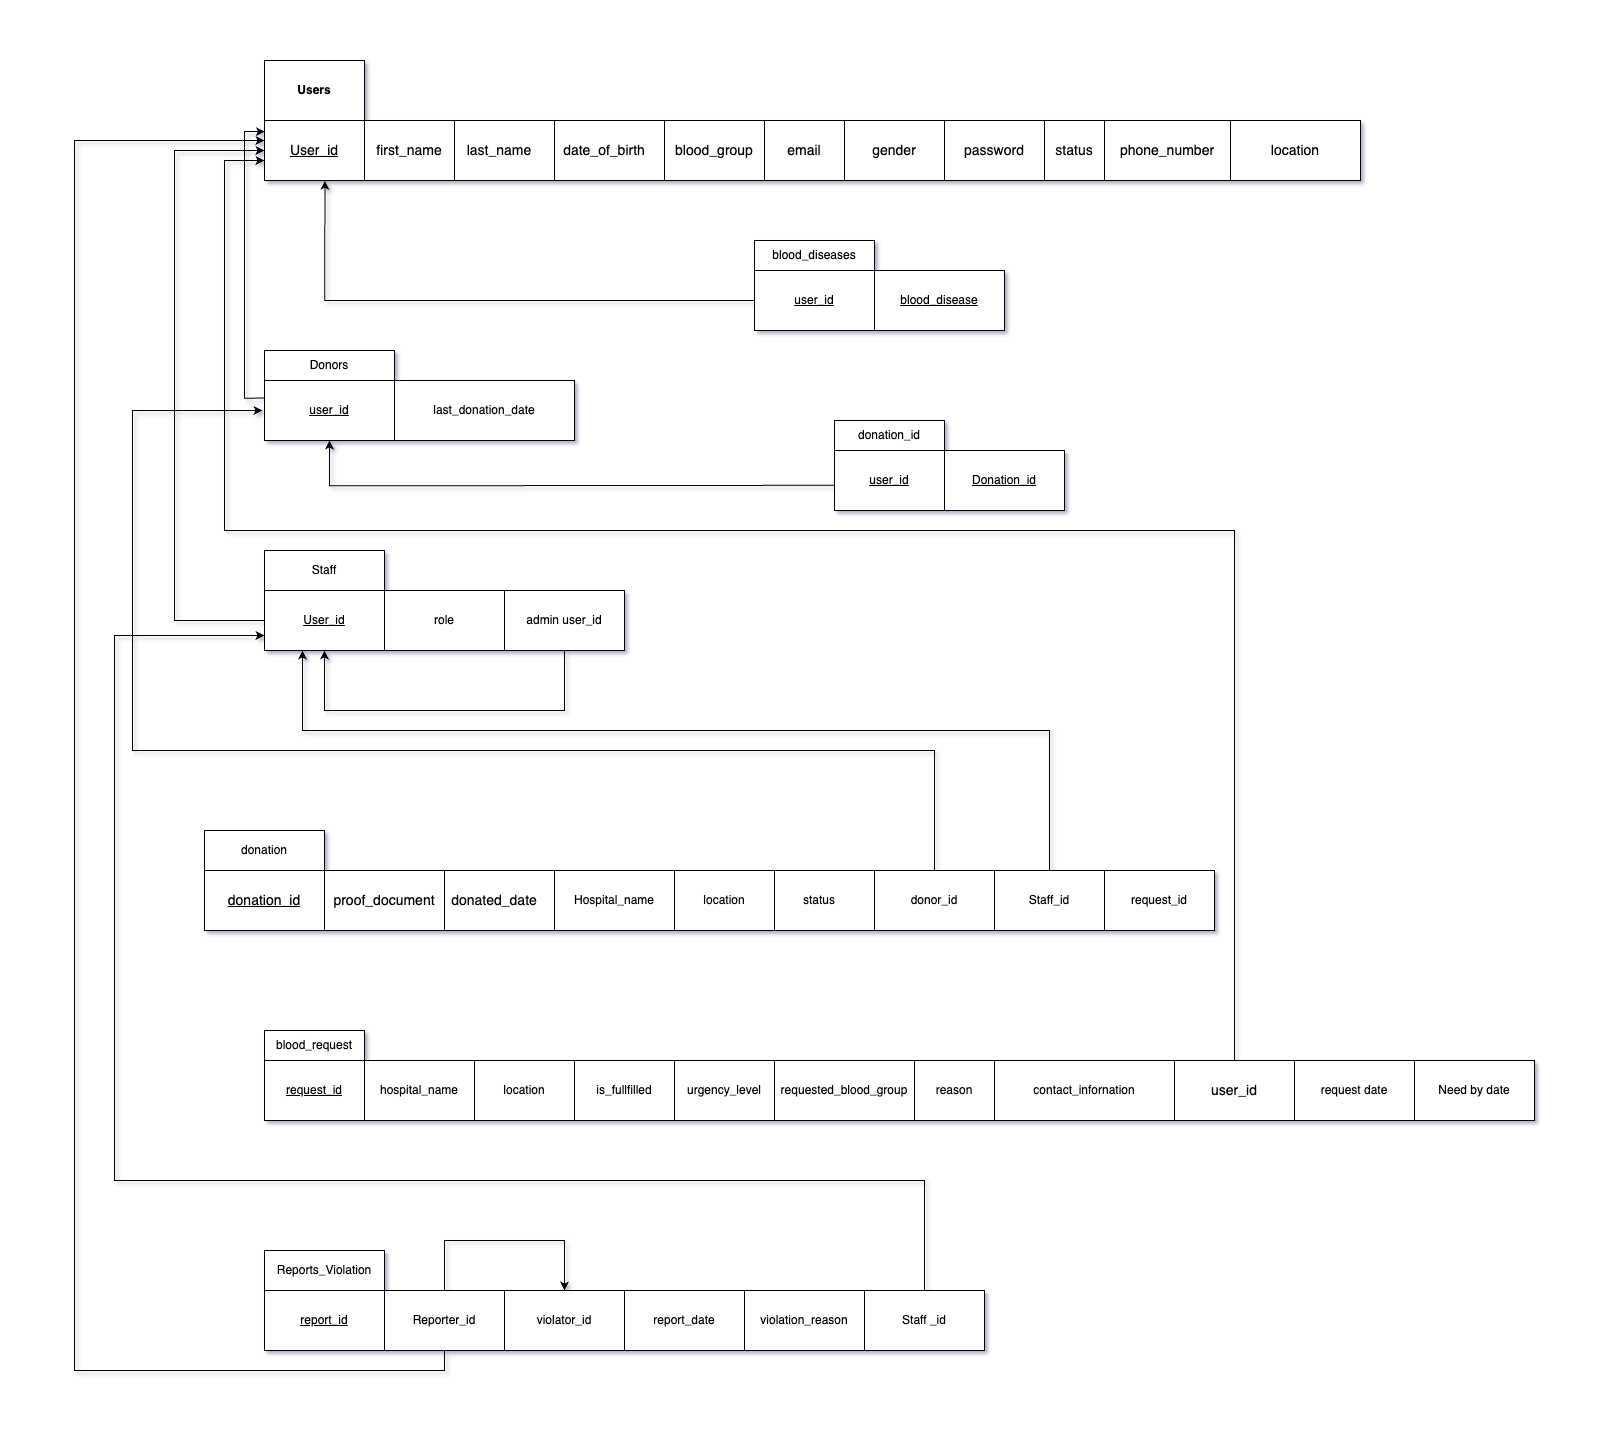 Users
User_id first_name last_name date_of_birth blood_group email gender password status phone_number location
blood_diseases
user_id blood_disease
Donors
user_id last_donation_date
donation_id
user_id Donation_id
Staff
User_id role admin user_id
donation
donation_id proof_document donated_date Hospital_name location status donor_id Staff_id request_id
blood_request
request_id hospital_name location is_fullfilled urgency_level requested_blood_group reason contact_infornation user_id request date Need by date
Reports_Violation
report_id Reporter_id violator_id report_date violation_reason Staff _id